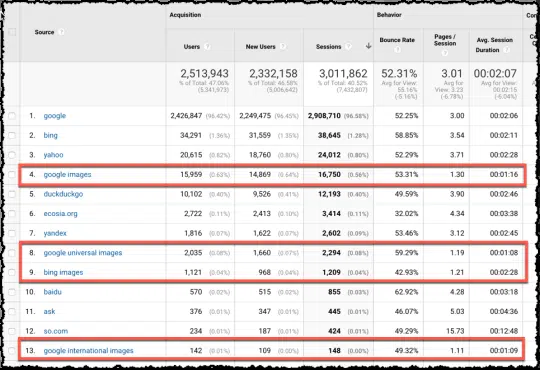 Acquisition Behavior Con
Source Users New Users Sessions Bounce Rate Pages / Session Avg. Session Duration
2,513,943 2,332,158 3,011,862 52.31% 3.01 00:02:07
% of Total: 47.06% (5,341,973) % of Total: 46.58% (5,006,642) % of Total: 40.52% (7,432,807) Avg for View: 55.16% (-5.16%) Avg for View: 3.23 (-6.78%) Avg for View: 00:02:15 (-6.04%)
1. google 2,426,847 (96.42%) 2,249,475 (96.45%) 2,908,710 (96.58%) 52.25% 3.00 00:02:06
2. bing 34,291 (1.36%) 31,559 (1.35%) 38,645 (1.28%) 58.85% 3.54 00:02:11
3. yahoo 20,615 (0.82%) 18,760 (0.80%) 24,012 (0.80%) 52.29% 3.71 00:02:28
4. google images 15,959 (0.63%) 14,869 (0.64%) 16,750 (0.56%) 53.31% 1.30 00:01:16
5. duckduckgo 10,102 (0.40%) 9,526 (0.41%) 12,193 (0.40%) 49.59% 3.90 00:02:46
6. ecosia.org 2,722 (0.11%) 2,413 (0.10%) 3,414 (0.11%) 32.02% 4.34 00:03:38
7. yandex 1,816 (0.07%) 1,622 (0.07%) 2,602 (0.09%) 53.46% 3.12 00:02:45
8. google universal images 2,035 (0.08%) 1,660 (0.07%) 2,294 (0.08%) 59.29% 1.19 00:01:08
9. bing images 1,121 (0.04%) 968 (0.04%) 1,209 (0.04%) 42.93% 1.21 00:02:28
10. baidu 570 (0.02%) 515 (0.02%) 855 (0.03%) 62.92% 4.28 00:03:18
11. ask 376 (0.01%) 347 (0.01%) 445 (0.01%) 46.07% 5.03 00:04:36
12. so.com 234 (0.01%) 187 (0.01%) 424 (0.01%) 49.29% 15.73 00:12:48
13. google international images 142 (0.01%) 109 (0.00%) 148 (0.00%) 49.32% 1.11 00:01:09